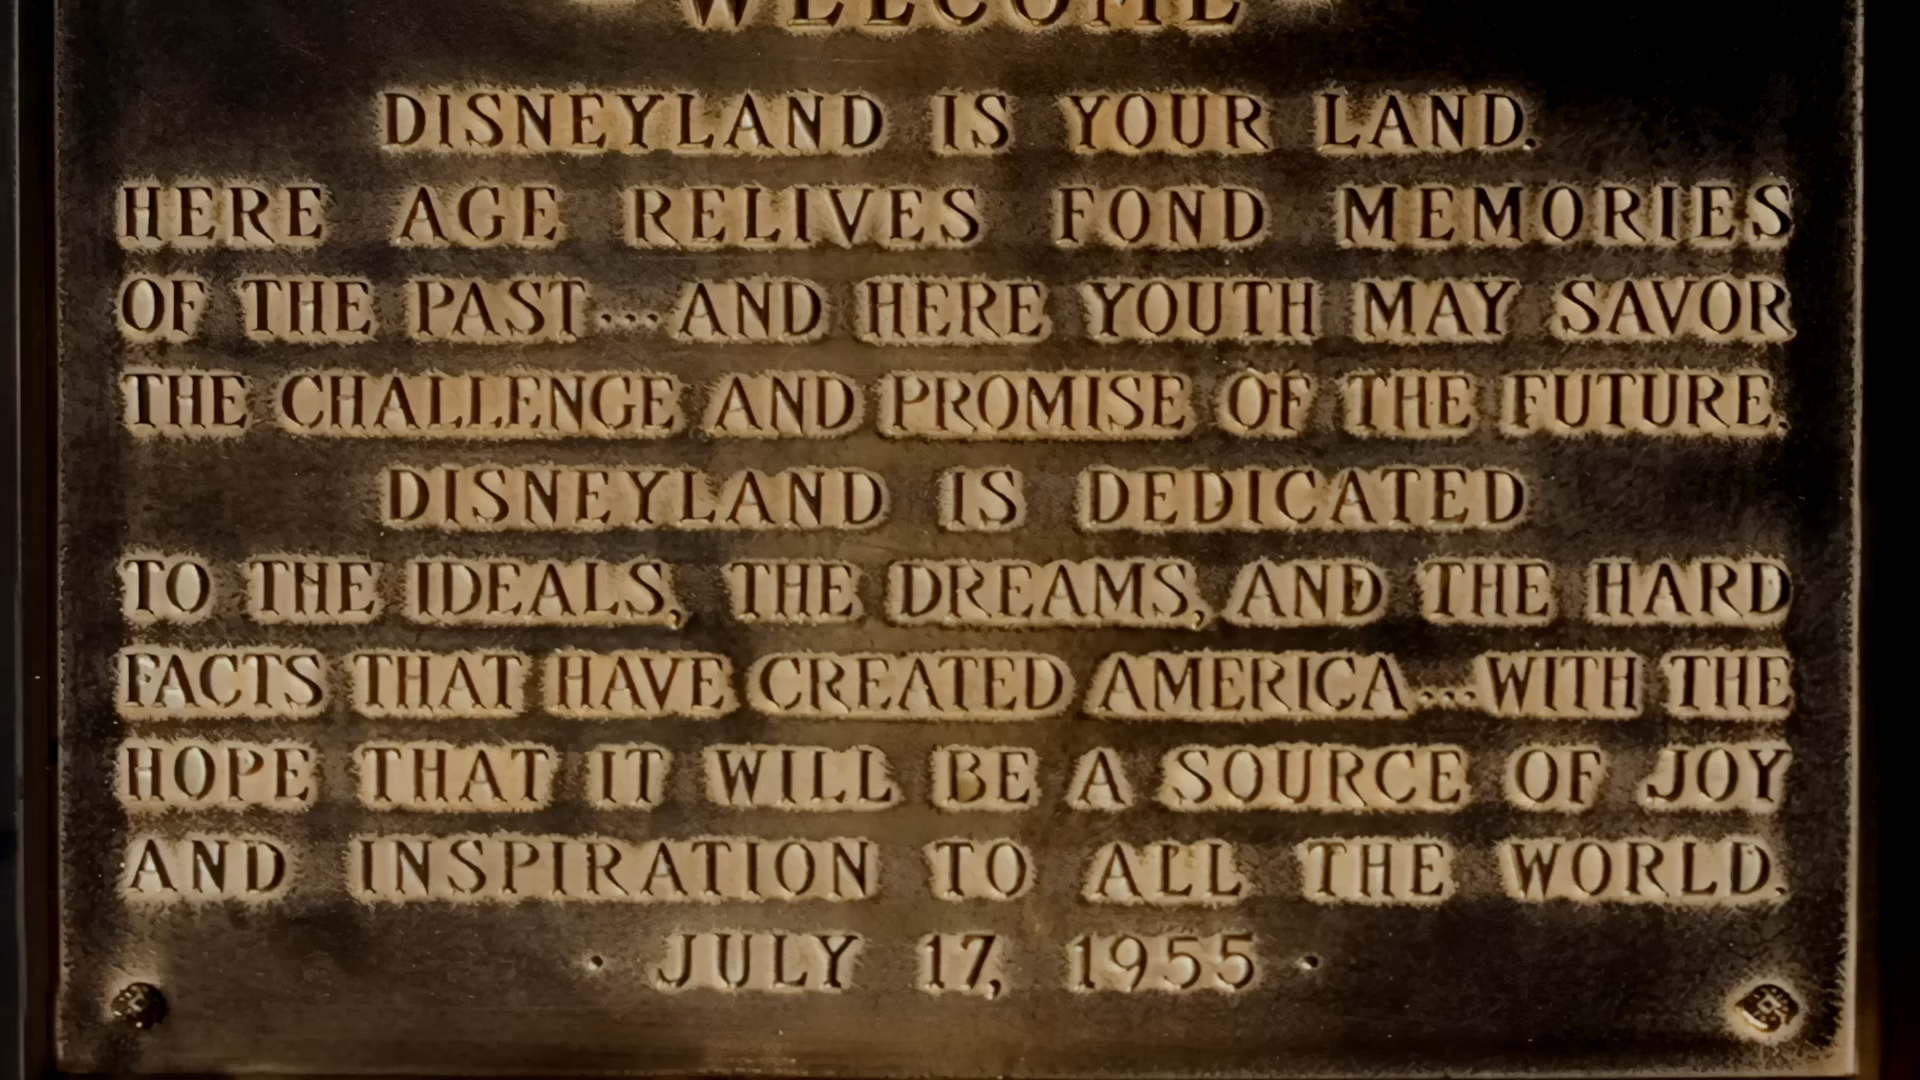 WELCOME
DISNEYLAND IS YOUR LAND.
HERE AGE RELIVES FOND MEMORIES
OF THE PAST...AND HERE YOUTH MAY SAVOR
THE CHALLENGE AND PROMISE OF THE FUTURE.
DISNEYLAND IS DEDICATED
TO THE IDEALS, THE DREAMS, AND THE HARD
FACTS THAT HAVE CREATED AMERICA...WITH THE
HOPE THAT IT WILL BE A SOURCE OF JOY
AND INSPIRATION TO ALL THE WORLD.
· JULY 17, 1955 ·